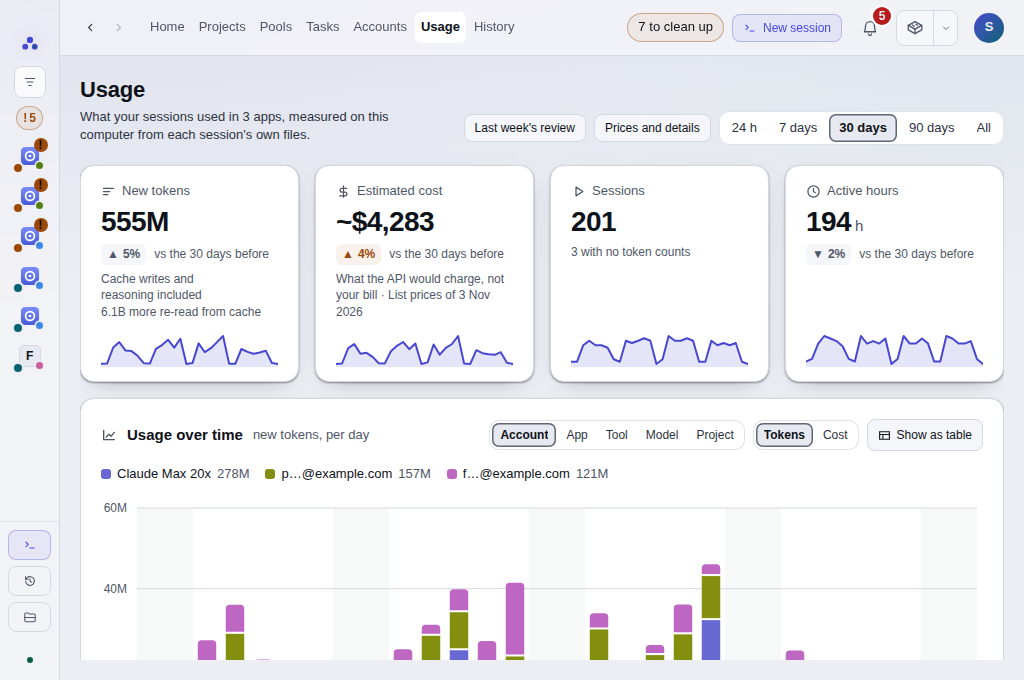 Home Projects Pools Tasks Accounts Usage History
7 to clean up
New session
5
S
! 5
!
!
!
F
Usage
What your sessions used in 3 apps, measured on this
computer from each session's own files.
Last week's review
Prices and details
24 h 7 days 30 days 90 days All
New tokens
555M
▲ 5% vs the 30 days before
Cache writes and
reasoning included
6.1B more re-read from cache
Estimated cost
~$4,283
▲ 4% vs the 30 days before
What the API would charge, not
your bill · List prices of 3 Nov
2026
Sessions
201
3 with no token counts
Active hours
194 h
▼ 2% vs the 30 days before
Usage over time new tokens, per day
Account App Tool Model Project
Tokens Cost
Show as table
Claude Max 20x 278M p…@example.com 157M f…@example.com 121M
60M
40M